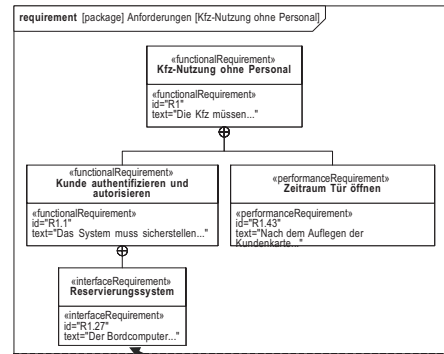 requirement [package] Anforderungen [Kfz-Nutzung ohne Personal]
«functionalRequirement»
Kfz-Nutzung ohne Personal
«functionalRequirement»
id="R1"
text="Die Kfz müssen..."
«functionalRequirement»
Kunde authentifizieren und
autorisieren
«functionalRequirement»
id="R1.1"
text="Das System muss sicherstellen..."
«performanceRequirement»
Zeitraum Tür öffnen
«performanceRequirement»
id="R1.43"
text="Nach dem Auflegen der
Kundenkarte..."
«interfaceRequirement»
Reservierungssystem
«interfaceRequirement»
id="R1.27"
text="Der Bordcomputer..."